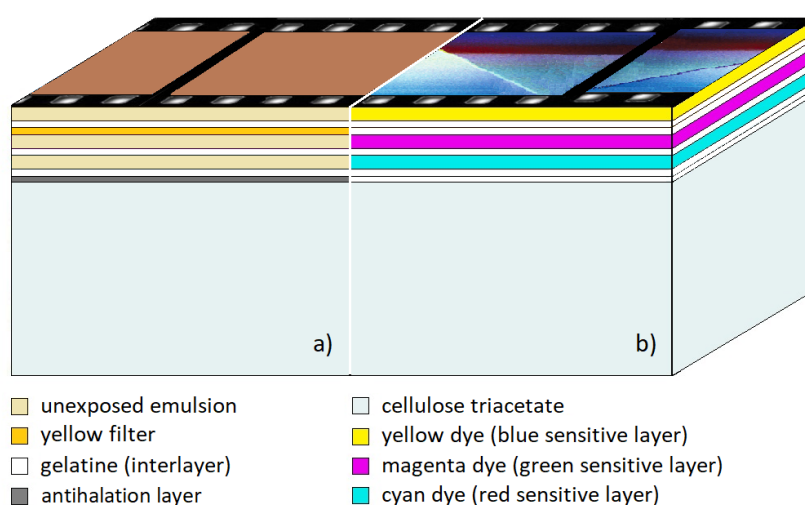 a)
b)
unexposed emulsion
yellow filter
gelatine (interlayer)
antihalation layer
cellulose triacetate
yellow dye (blue sensitive layer)
magenta dye (green sensitive layer)
cyan dye (red sensitive layer)